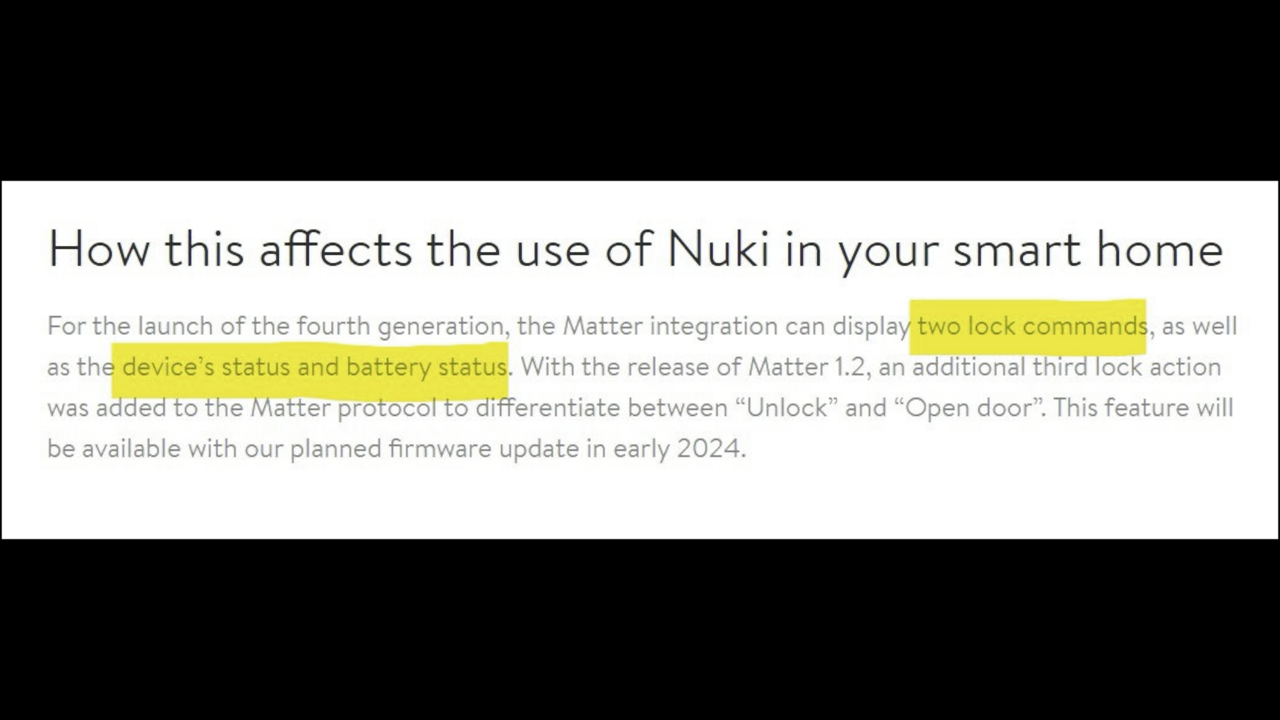 How this affects the use of Nuki in your smart home
For the launch of the fourth generation, the Matter integration can display two lock commands, as well
as the device’s status and battery status. With the release of Matter 1.2, an additional third lock action
was added to the Matter protocol to differentiate between “Unlock” and “Open door”. This feature will
be available with our planned firmware update in early 2024.